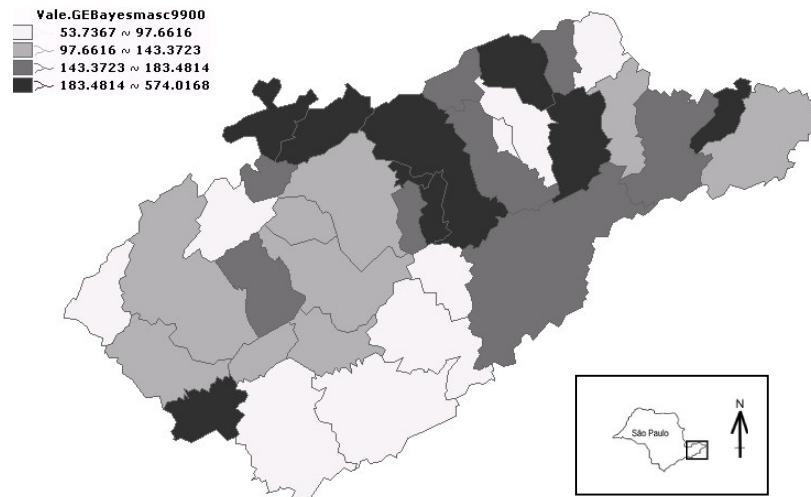 Vale.GEBayesmasc9900
53.7367 ~ 97.6616
97.6616 ~ 143.3723
143.3723 ~ 183.4814
183.4814 ~ 574.0168
N
São Paulo